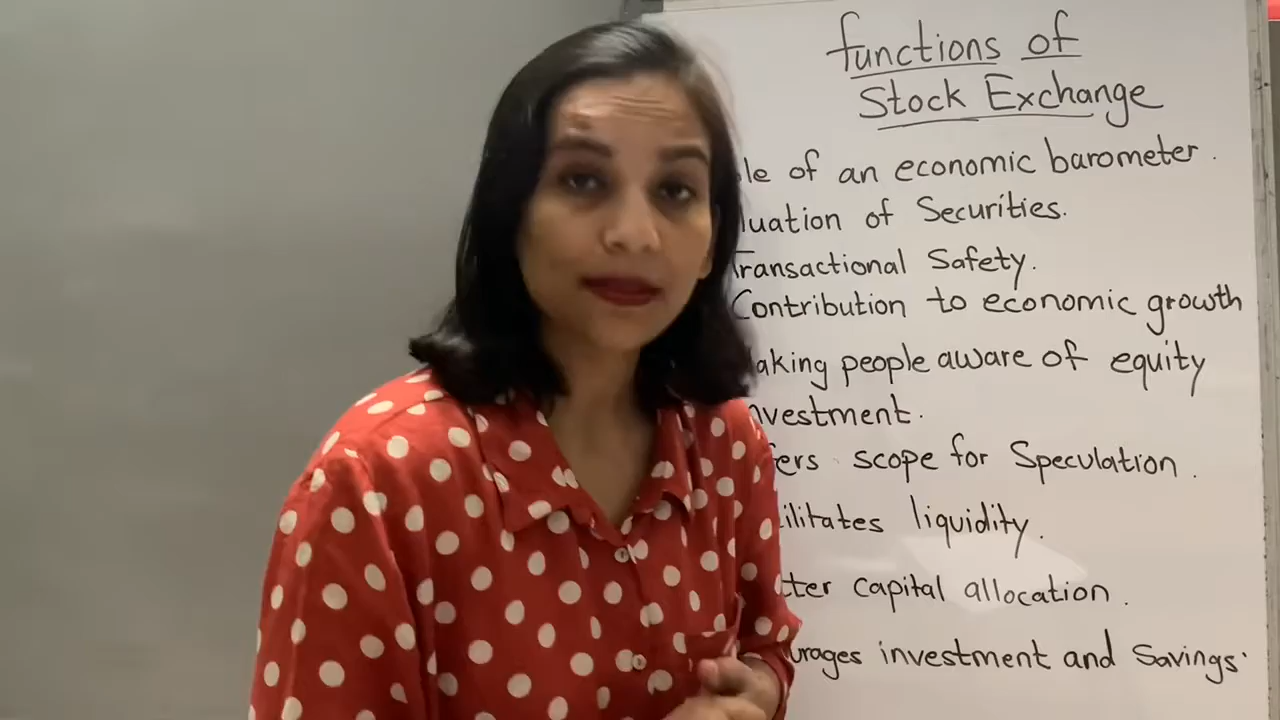 functions of
Stock Exchange
le of an economic barometer.
luation of Securities.
Transactional Safety.
Contribution to economic growth
aking people aware of equity
nvestment.
ers scope for Speculation.
ilitates liquidity.
tter Capital allocation.
urages investment and Savings.